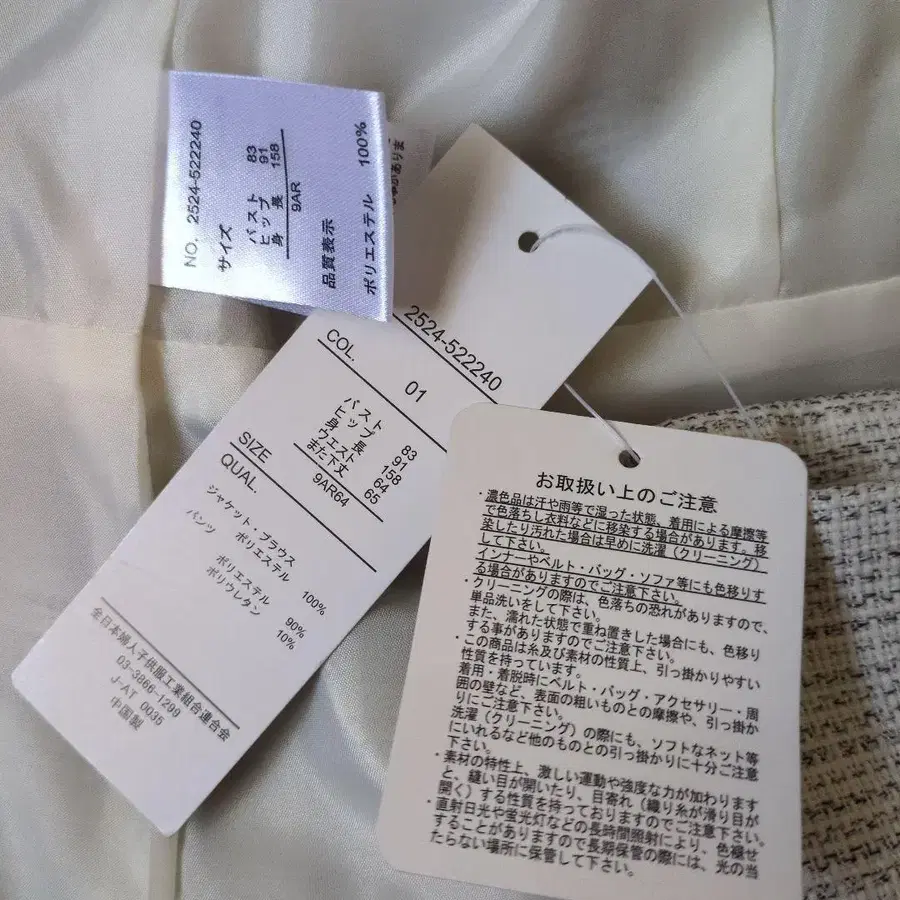 NO. 2524-522240
サイズ
バスト 83
ヒップ 91
身長 158
9AR
品質表示
ポリエステル 100%
2524-522240
COL. 01
バスト 83
ヒップ 91
身長 158
ウエスト 64
また下丈 65
SIZE 9AR64
QUAL.
ジャケット・ブラウス
ポリエステル 100%
パンツ
ポリエステル 90%
ポリウレタン 10%
全日本婦人子供服工業組合連合会
03-3866-1299
J-AT 0035
中国製
お取扱い上のご注意
・濃色品は汗や雨等で湿った状態、着用による摩擦等
で色落ちし衣料などに移染する場合があります。移
染したり汚れた場合は早めに洗濯(クリーニング)
して下さい。
インナーやベルト・バッグ・ソファ等にも色移りす
る場合がありますのでご注意下さい。
・クリーニングの際は、色落ちの恐れがありますので、
単品洗いをして下さい。
また、濡れた状態で重ね置きした場合にも、色移り
する事がありますのでご注意下さい。
・この商品は糸及び素材の性質上、引っ掛かりやすい
性質を持っています。
着用・着脱時にベルト・バッグ・アクセサリー・周
囲の壁など、表面の粗いものとの摩擦や、引っ掛か
りにご注意下さい。
洗濯(クリーニング)の際にも、ソフトなネット等
にいれるなど他のものとの引っ掛かりに十分ご注意
下さい。
・素材の特性上、激しい運動や強度な力が加わります
と、縫い目が開いたり、目寄れ(織り糸が滑り目が
開く)する性質を持っておりますのでご注意下さい。
・直射日光や蛍光灯などの長時間照射により、色褪せ
することがありますので長期保管の際には、光の当
たらない場所に保管して下さい。